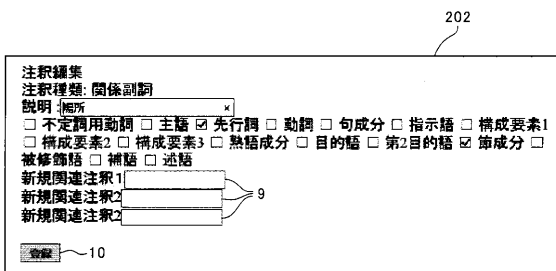 202
注釈編集
注釈種類: 関係副詞
説明: 場所 ×
□ 不定詞用動詞 □ 主語 ☑ 先行詞 □ 動詞 □ 句成分 □ 指示語 □ 構成要素1
□ 構成要素2 □ 構成要素3 □ 熟語成分 □ 目的語 □ 第2目的語 ☑ 節成分 □
被修飾語 □ 補語 □ 述語
新規関連注釈1
新規関連注釈2 9
新規関連注釈2
登録 10